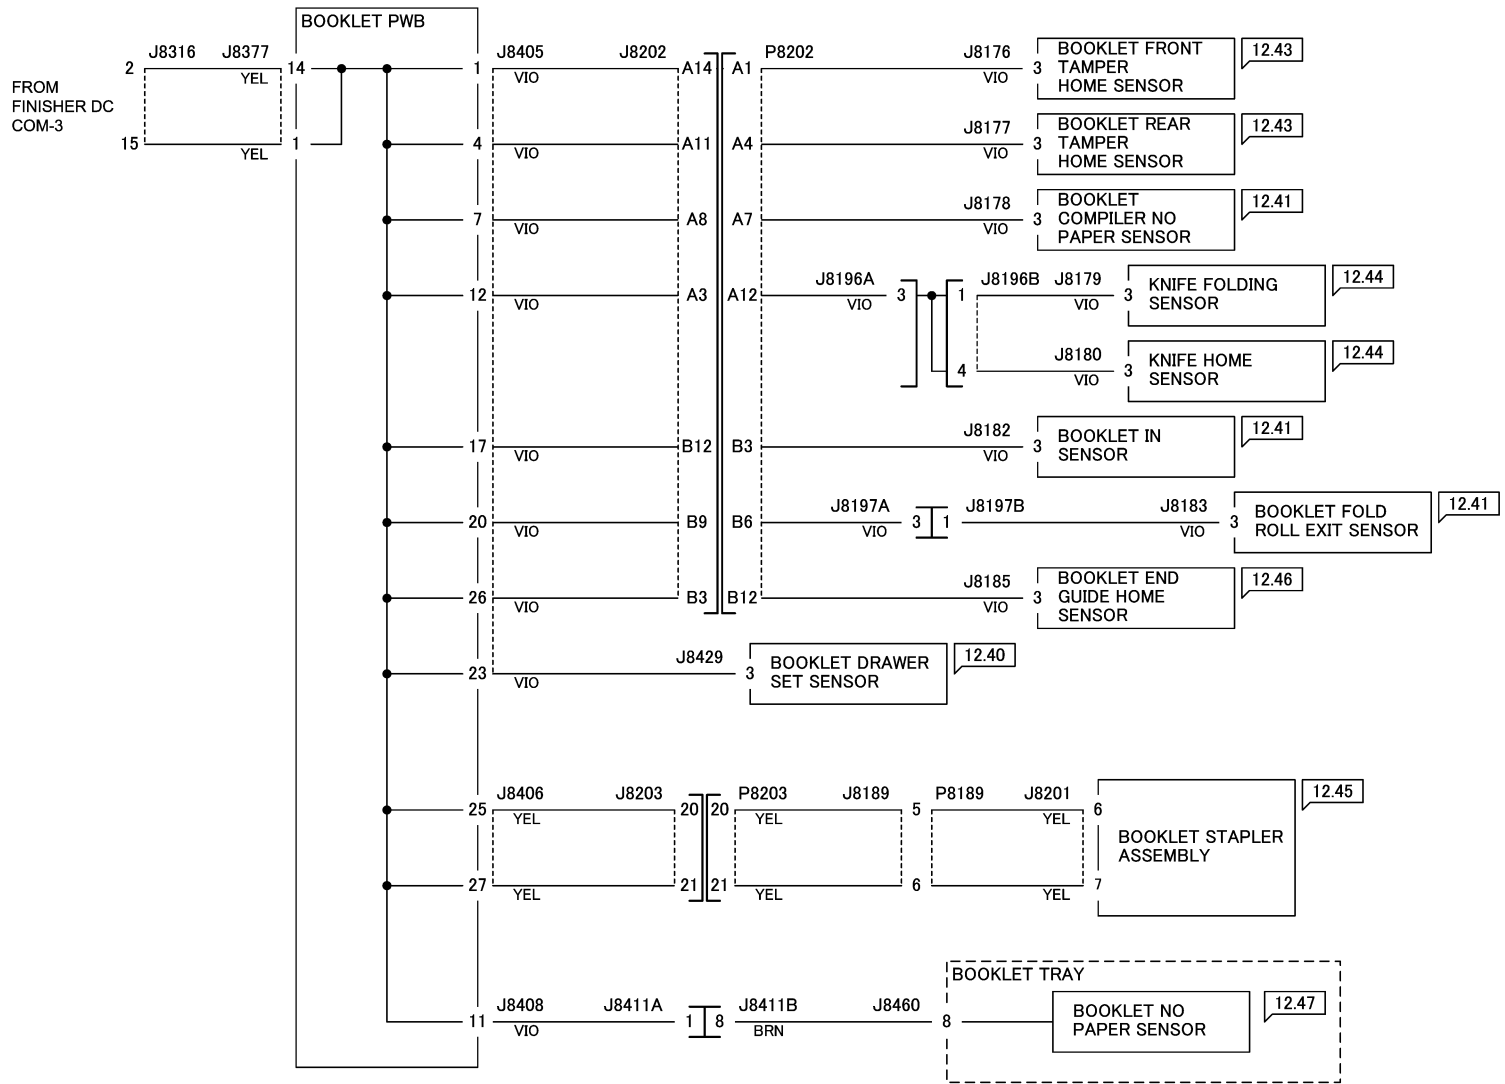 BOOKLET PWB
J8316 J8377
2 YEL 14
FROM
FINISHER DC
COM-3
15 YEL 1
J8405 J8202 P8202 J8176
1 VIO A14 A1 VIO 3
BOOKLET FRONT
TAMPER
HOME SENSOR
12.43
J8177
4 VIO A11 A4 VIO 3
BOOKLET REAR
TAMPER
HOME SENSOR
12.43
J8178
7 VIO A8 A7 VIO 3
BOOKLET
COMPILER NO
PAPER SENSOR
12.41
J8196A J8196B J8179
12 VIO A3 A12 VIO 3 1 VIO 3
KNIFE FOLDING
SENSOR
12.44
J8180
4 VIO 3
KNIFE HOME
SENSOR
12.44
J8182
17 VIO B12 B3 VIO 3
BOOKLET IN
SENSOR
12.41
J8197A J8197B J8183
20 VIO B9 B6 VIO 3 1 VIO 3
BOOKLET FOLD
ROLL EXIT SENSOR
12.41
J8185
26 VIO B3 B12 VIO 3
BOOKLET END
GUIDE HOME
SENSOR
12.46
J8429
23 VIO 3
BOOKLET DRAWER
SET SENSOR
12.40
J8406 J8203 P8203 J8189 P8189 J8201
25 YEL 20 20 YEL 5 YEL 6
BOOKLET STAPLER
ASSEMBLY
12.45
27 YEL 21 21 YEL 6 YEL 7
BOOKLET TRAY
J8408 J8411A J8411B J8460
11 VIO 1 8 BRN 8
BOOKLET NO
PAPER SENSOR
12.47